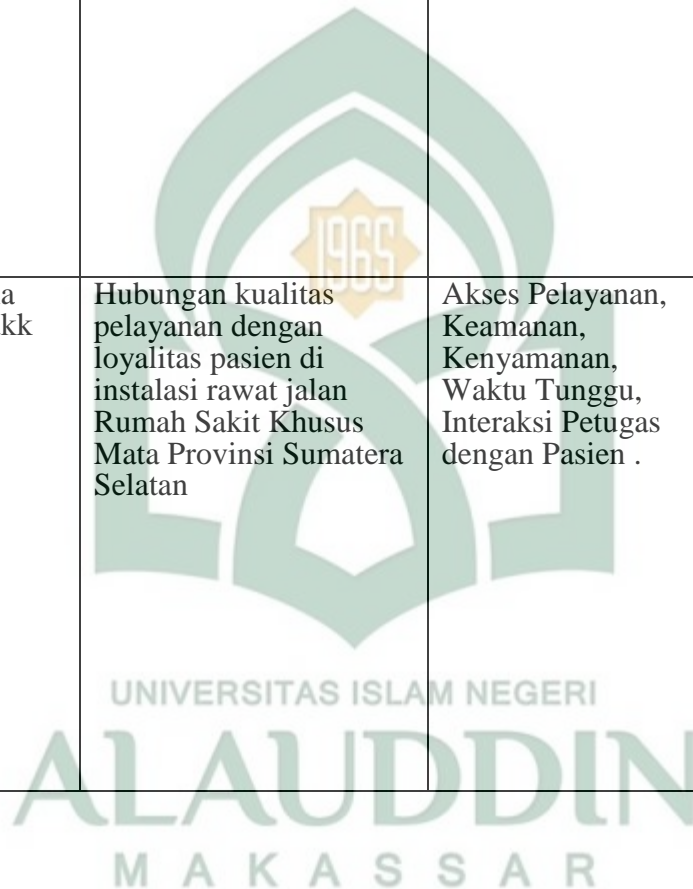 1965
a
kk
Hubungan kualitas
pelayanan dengan
loyalitas pasien di
instalasi rawat jalan
Rumah Sakit Khusus
Mata Provinsi Sumatera
Selatan
Akses Pelayanan,
Keamanan,
Kenyamanan,
Waktu Tunggu,
Interaksi Petugas
dengan Pasien .
UNIVERSITAS ISLAM NEGERI
ALAUDDIN
MAKASSAR